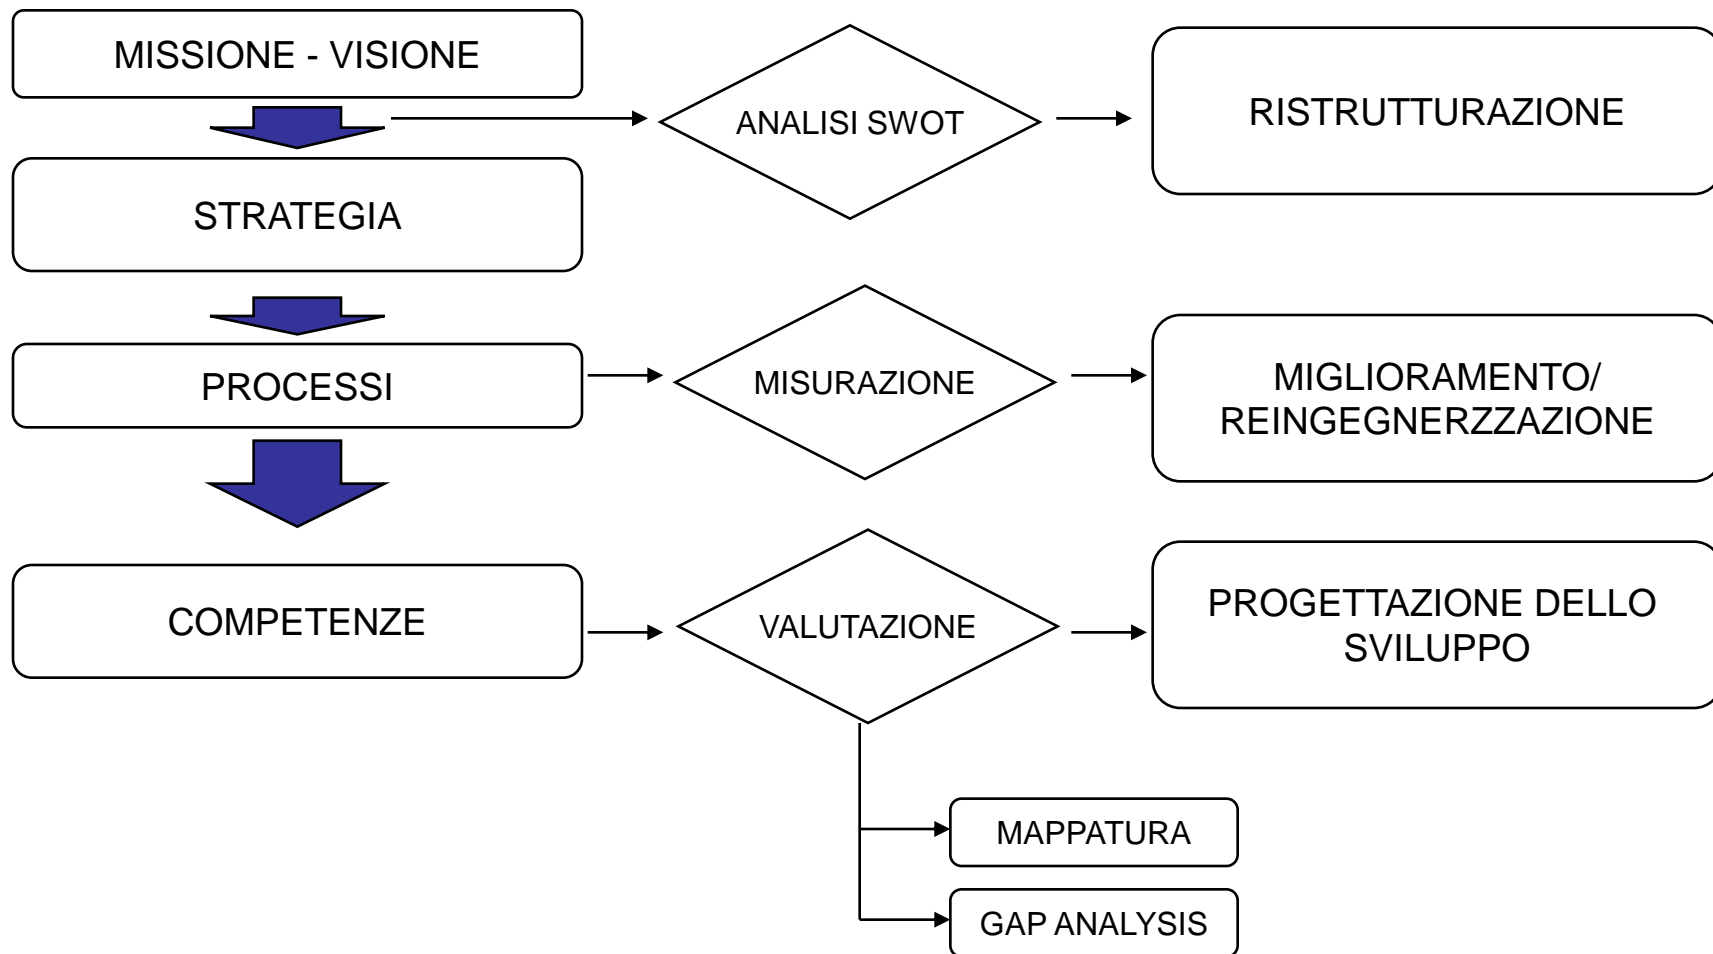 MISSIONE - VISIONE
ANALISI SWOT
RISTRUTTURAZIONE
STRATEGIA
PROCESSI
MISURAZIONE
MIGLIORAMENTO/
REINGEGNERZZAZIONE
COMPETENZE
VALUTAZIONE
PROGETTAZIONE DELLO
SVILUPPO
MAPPATURA
GAP ANALYSIS